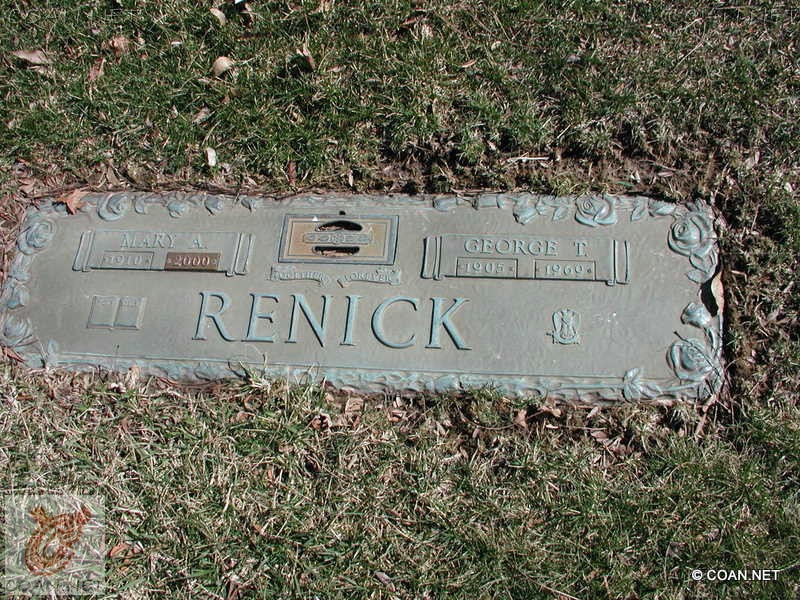 MARY A.
1910 2000
GEORGE T.
1905 1969
TOGETHER FOREVER
RENICK
© COAN.NET